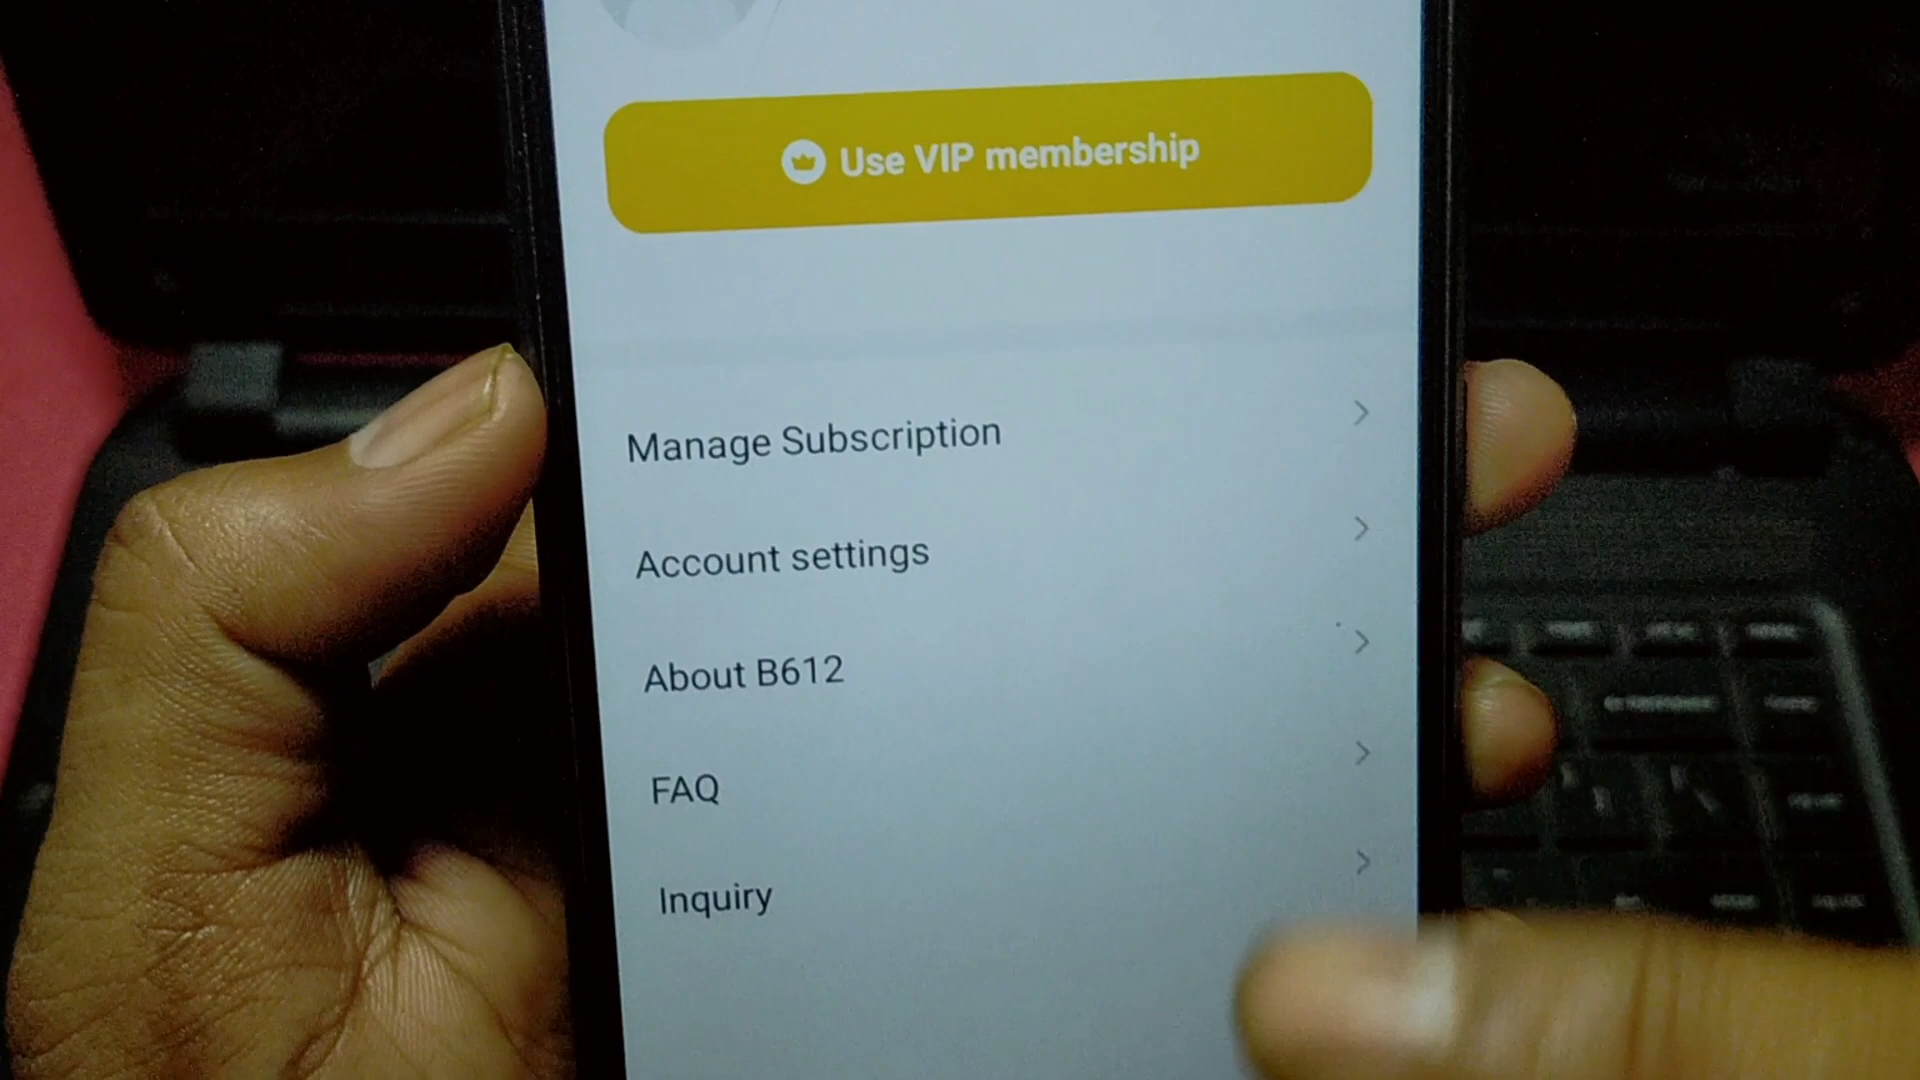 Use VIP membership
Manage Subscription
Account settings
About B612
FAQ
Inquiry